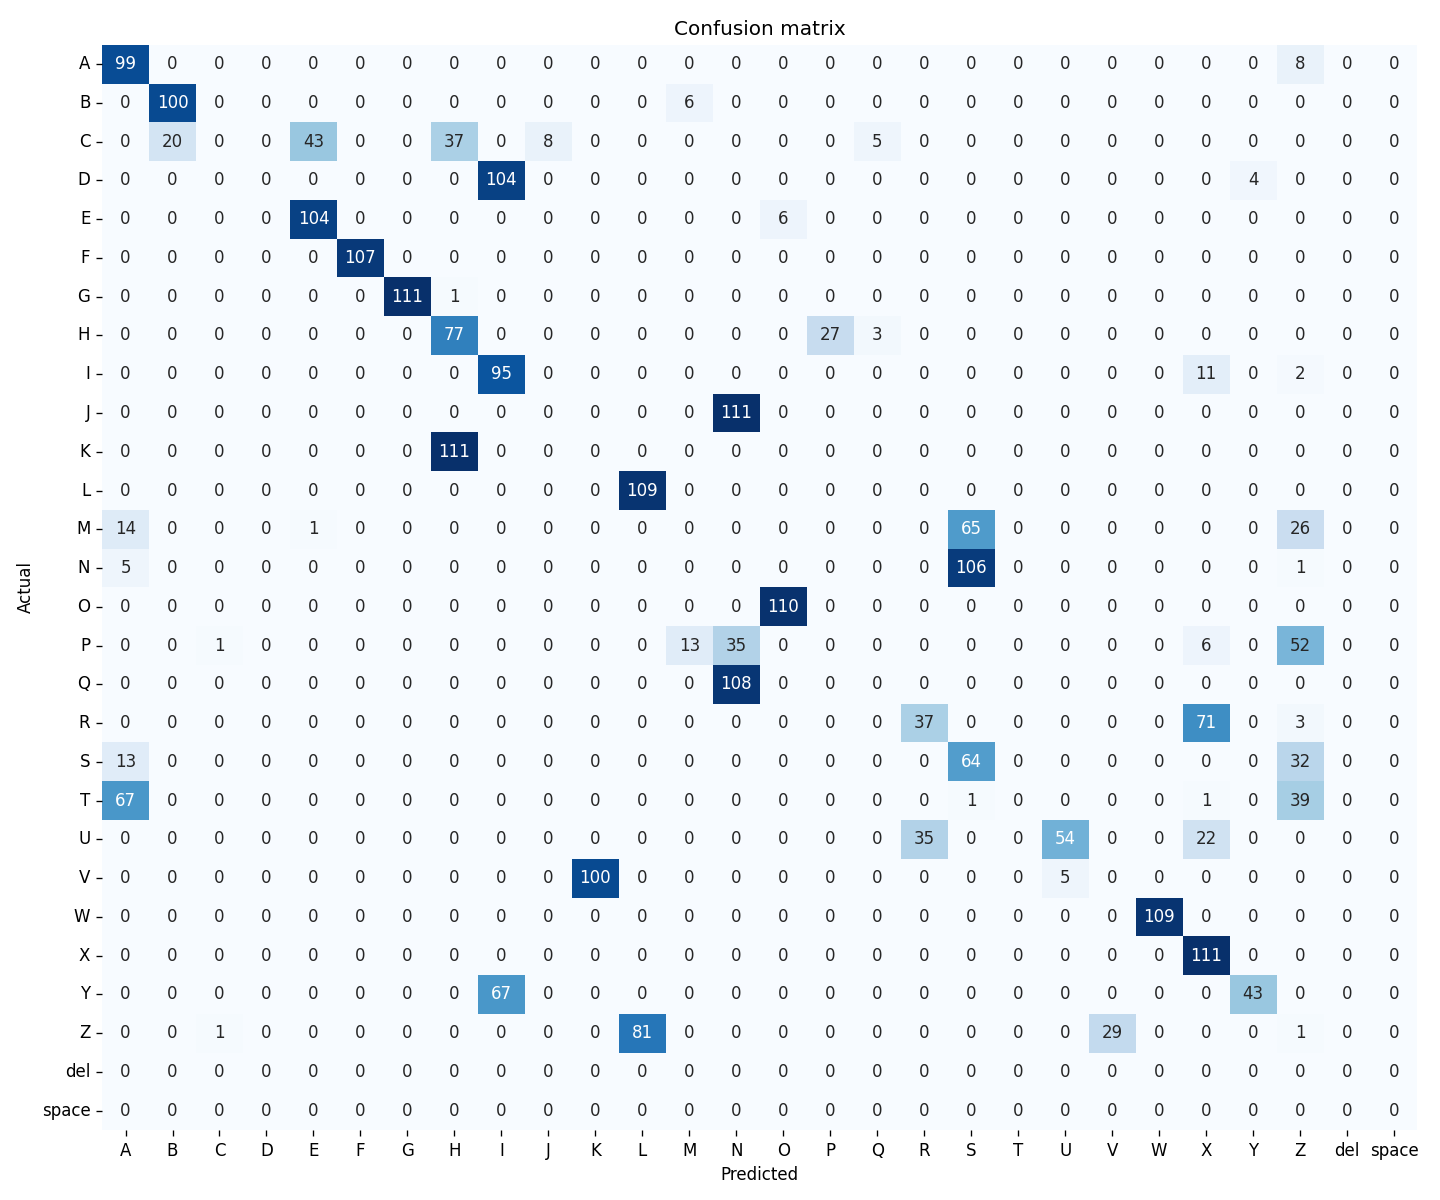 Confusion matrix
A 99 0 0 0 0 0 0 0 0 0 0 0 0 0 0 0 0 0 0 0 0 0 0 0 0 8 0 0
B 0 100 0 0 0 0 0 0 0 0 0 0 6 0 0 0 0 0 0 0 0 0 0 0 0 0 0 0
C 0 20 0 0 43 0 0 37 0 8 0 0 0 0 0 0 5 0 0 0 0 0 0 0 0 0 0 0
D 0 0 0 0 0 0 0 0 104 0 0 0 0 0 0 0 0 0 0 0 0 0 0 0 4 0 0 0
E 0 0 0 0 104 0 0 0 0 0 0 0 0 0 6 0 0 0 0 0 0 0 0 0 0 0 0 0
F 0 0 0 0 0 107 0 0 0 0 0 0 0 0 0 0 0 0 0 0 0 0 0 0 0 0 0 0
G 0 0 0 0 0 0 111 1 0 0 0 0 0 0 0 0 0 0 0 0 0 0 0 0 0 0 0 0
H 0 0 0 0 0 0 0 77 0 0 0 0 0 0 0 27 3 0 0 0 0 0 0 0 0 0 0 0
I 0 0 0 0 0 0 0 0 95 0 0 0 0 0 0 0 0 0 0 0 0 0 0 11 0 2 0 0
J 0 0 0 0 0 0 0 0 0 0 0 0 0 111 0 0 0 0 0 0 0 0 0 0 0 0 0 0
K 0 0 0 0 0 0 0 111 0 0 0 0 0 0 0 0 0 0 0 0 0 0 0 0 0 0 0 0
L 0 0 0 0 0 0 0 0 0 0 0 109 0 0 0 0 0 0 0 0 0 0 0 0 0 0 0 0
M 14 0 0 0 1 0 0 0 0 0 0 0 0 0 0 0 0 0 65 0 0 0 0 0 0 26 0 0
N 5 0 0 0 0 0 0 0 0 0 0 0 0 0 0 0 0 0 106 0 0 0 0 0 0 1 0 0
O 0 0 0 0 0 0 0 0 0 0 0 0 0 0 110 0 0 0 0 0 0 0 0 0 0 0 0 0
P 0 0 1 0 0 0 0 0 0 0 0 0 13 35 0 0 0 0 0 0 0 0 0 6 0 52 0 0
Q 0 0 0 0 0 0 0 0 0 0 0 0 0 108 0 0 0 0 0 0 0 0 0 0 0 0 0 0
R 0 0 0 0 0 0 0 0 0 0 0 0 0 0 0 0 0 37 0 0 0 0 0 71 0 3 0 0
S 13 0 0 0 0 0 0 0 0 0 0 0 0 0 0 0 0 0 64 0 0 0 0 0 0 32 0 0
T 67 0 0 0 0 0 0 0 0 0 0 0 0 0 0 0 0 0 1 0 0 0 0 1 0 39 0 0
U 0 0 0 0 0 0 0 0 0 0 0 0 0 0 0 0 0 35 0 0 54 0 0 22 0 0 0 0
V 0 0 0 0 0 0 0 0 0 0 100 0 0 0 0 0 0 0 0 0 5 0 0 0 0 0 0 0
W 0 0 0 0 0 0 0 0 0 0 0 0 0 0 0 0 0 0 0 0 0 0 109 0 0 0 0 0
X 0 0 0 0 0 0 0 0 0 0 0 0 0 0 0 0 0 0 0 0 0 0 0 111 0 0 0 0
Y 0 0 0 0 0 0 0 0 67 0 0 0 0 0 0 0 0 0 0 0 0 0 0 0 43 0 0 0
Z 0 0 1 0 0 0 0 0 0 0 0 81 0 0 0 0 0 0 0 0 0 29 0 0 0 1 0 0
del 0 0 0 0 0 0 0 0 0 0 0 0 0 0 0 0 0 0 0 0 0 0 0 0 0 0 0 0
space 0 0 0 0 0 0 0 0 0 0 0 0 0 0 0 0 0 0 0 0 0 0 0 0 0 0 0 0
A B C D E F G H I J K L M N O P Q R S T U V W X Y Z del space
Predicted
Actual